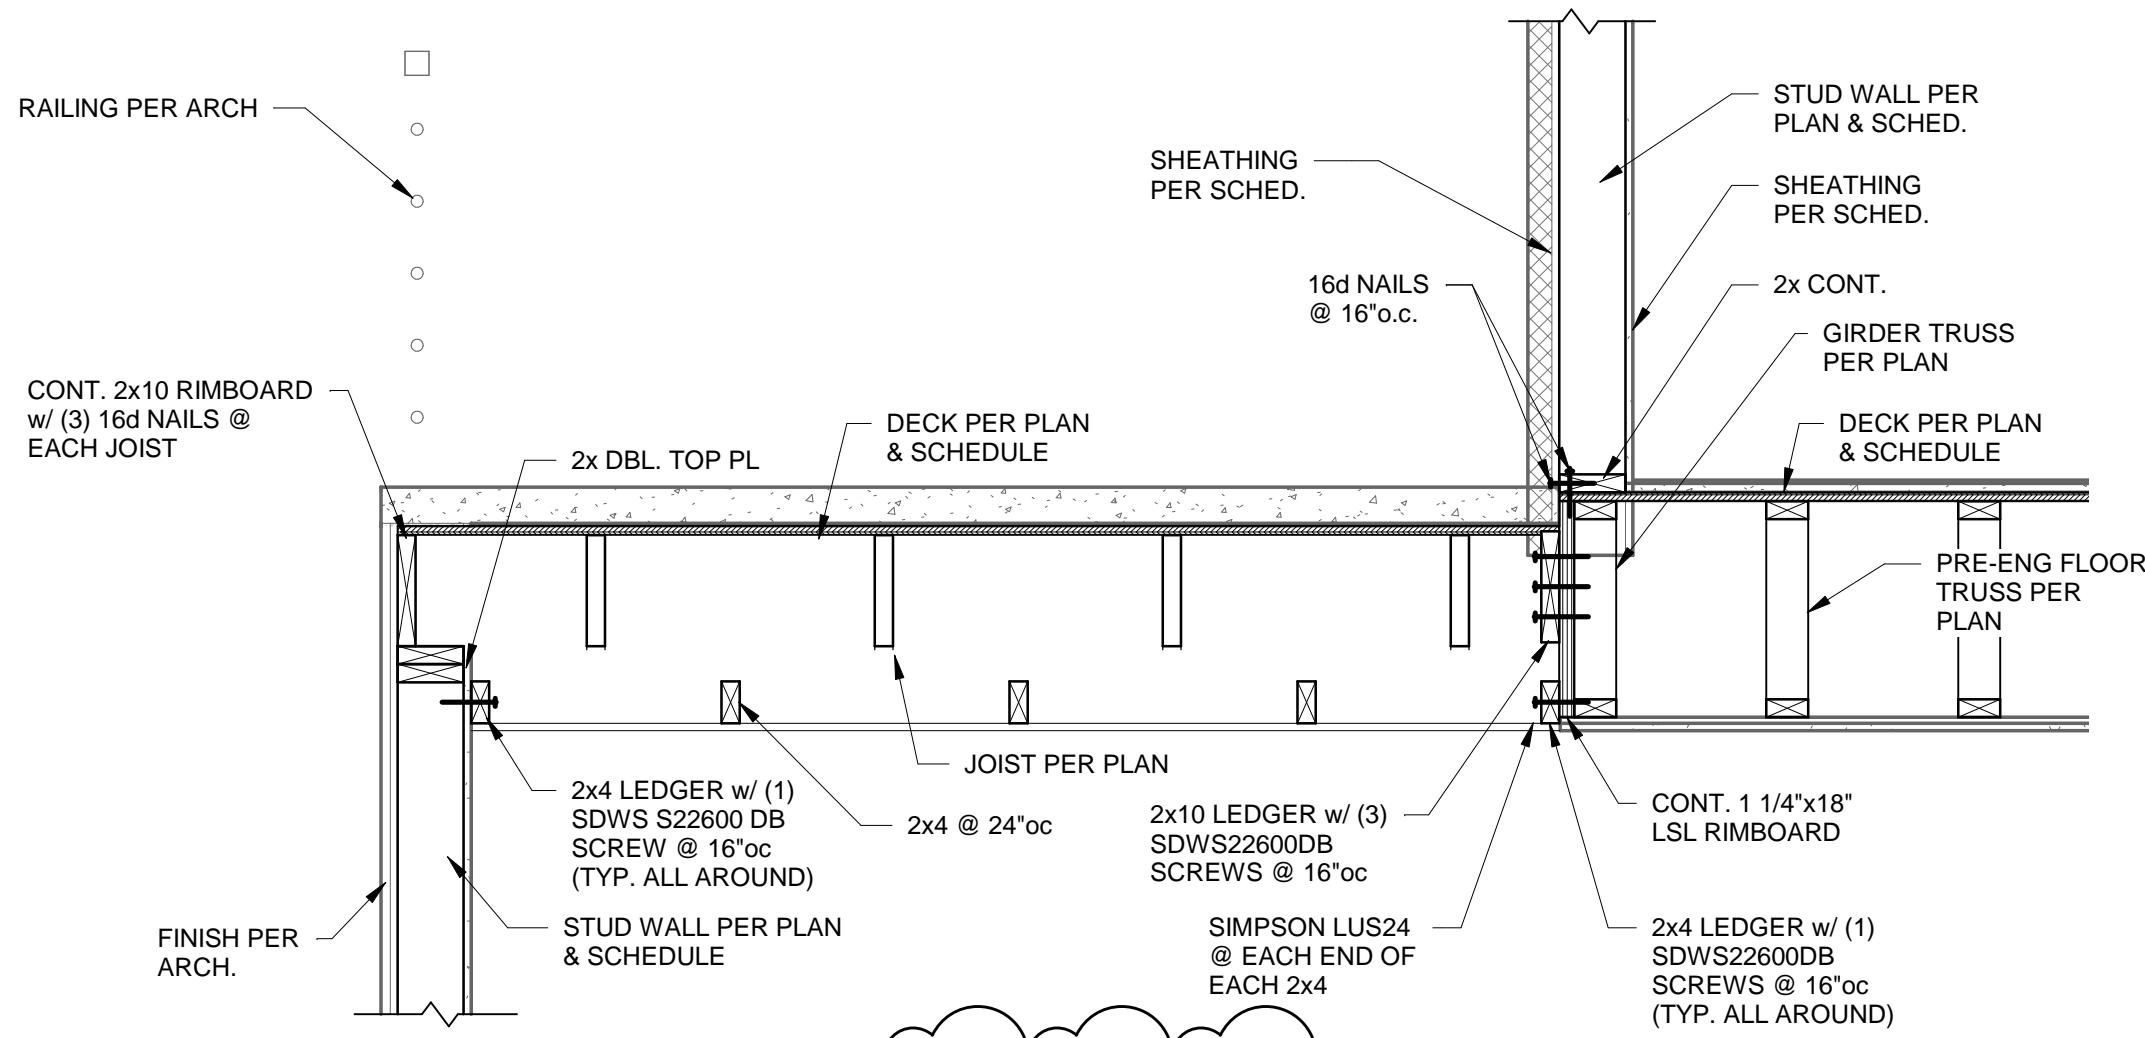 RAILING PER ARCH
STUD WALL PER
PLAN & SCHED.
SHEATHING
PER SCHED.
SHEATHING
PER SCHED.
16d NAILS
@ 16"o.c.
2x CONT.
GIRDER TRUSS
PER PLAN
CONT. 2x10 RIMBOARD
w/ (3) 16d NAILS @
EACH JOIST
2x DBL. TOP PL
DECK PER PLAN
& SCHEDULE
DECK PER PLAN
& SCHEDULE
PRE-ENG FLOOR
TRUSS PER
PLAN
JOIST PER PLAN
2x4 LEDGER w/ (1)
SDWS S22600 DB
SCREW @ 16"oc
(TYP. ALL AROUND)
2x4 @ 24"oc
2x10 LEDGER w/ (3)
SDWS22600DB
SCREWS @ 16"oc
CONT. 1 1/4"x18"
LSL RIMBOARD
FINISH PER
ARCH.
STUD WALL PER PLAN
& SCHEDULE
SIMPSON LUS24
@ EACH END OF
EACH 2x4
2x4 LEDGER w/ (1)
SDWS22600DB
SCREWS @ 16"oc
(TYP. ALL AROUND)